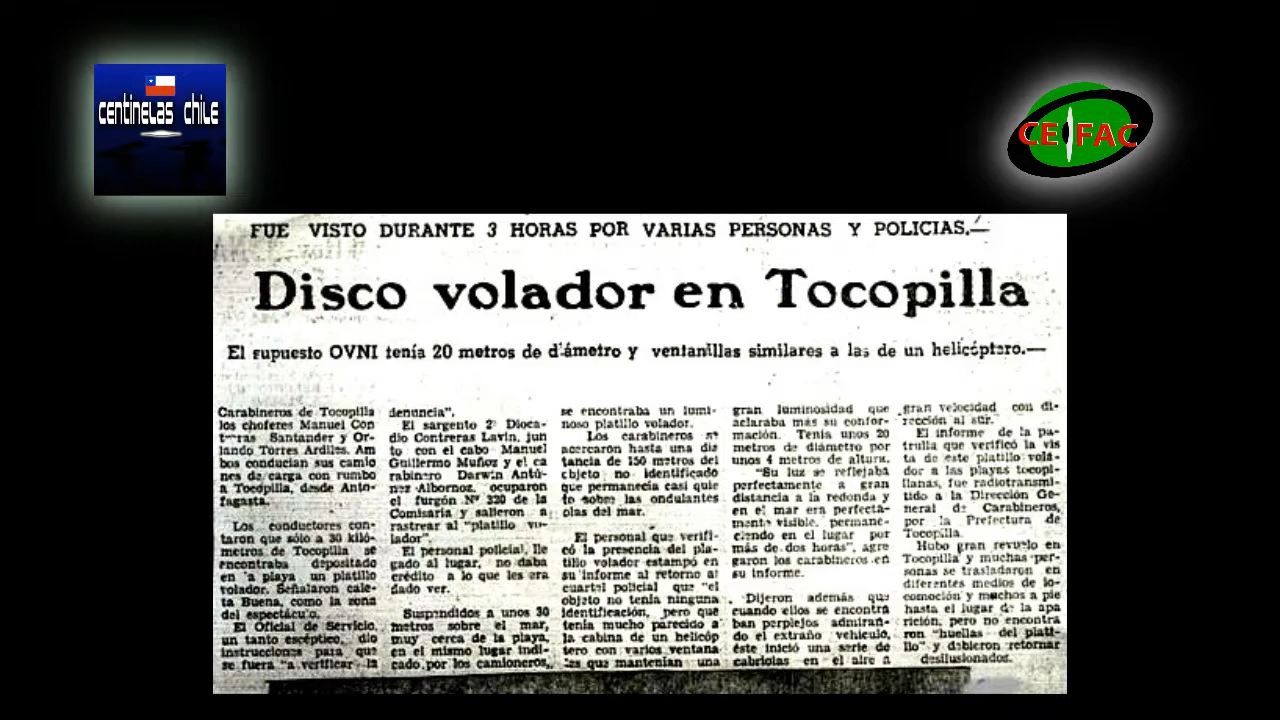 CENTINELAS CHILE
CEIFAC
FUE VISTO DURANTE 3 HORAS POR VARIAS PERSONAS Y POLICIAS.—
Disco volador en Tocopilla
El supuesto OVNI tenía 20 metros de diámetro y ventanillas similares a las de un helicóptero.—
Carabineros de Tocopilla
los choferes Manuel Con
treras Santander y Or-
lando Torres Ardiles. Am
bos conducían sus camio
nes de carga con rumbo
a Tocopilla, desde Anto-
fagasta.
Los conductores con-
taron que sólo a 30 kiló-
metros de Tocopilla se
encontraba depositado
en a playa un platillo
volador. Señalaron cale-
ta Buena, como la zona
del espectáculo.
El Oficial de Servicio,
un tanto escéptico, dio
instrucciones para que
se fuera "a verificar la
denuncia".
El sargento 2° Dioca-
dio Contreras Lavín, jun
to con el cabo Manuel
Guillermo Muñoz y el ca
rabinero Darwin Antú-
nez Albornoz, ocuparon
el furgón N° 320 de la
Comisaría y salieron a
rastrear al "platillo vo-
lador".
El personal policial, lle
gado al lugar, no daba
crédito a lo que les era
dado ver.
Suspendidos a unos 30
metros sobre el mar,
muy cerca de la playa,
en el mismo lugar indi-
cado por los camioneros,
se encontraba un lumi-
noso platillo volador.
Los carabineros se
acercaron hasta una dis
tancia de 150 metros del
objeto no identificado
que permanecía casi quie
to sobre las ondulantes
olas del mar.
El personal que verifi-
có la presencia del pla-
tillo volador estampó en
su informe al retorno al
cuartel policial que "el
objeto no tenía ninguna
identificación, pero que
tenía mucho parecido a
la cabina de un helicóp
tero con varios ventana
les que mantenían una
gran luminosidad que
aclaraba más su confor-
mación. Tenía unos 20
metros de diámetro por
unos 4 metros de altura.
"Su luz se reflejaba
perfectamente a gran
distancia a la redonda y
en el mar era perfecta-
mente visible, permane-
ciendo en el lugar por
más de dos horas", agre
garon los carabineros en
su informe.
Dijeron además que
cuando ellos se encontra
ban perplejos admiran-
do el extraño vehículo,
éste inició una serie de
cabriolas en el aire a
gran velocidad con di-
rección al sur.
El informe de la pa-
trulla que verificó la vis
ta de este platillo vola-
dor a las playas tocopi-
llanas, fue radiotransmi-
tido a la Dirección Ge-
neral de Carabineros,
por la Prefectura de
Tocopilla.
Hubo gran revuelo en
Tocopilla y muchas per-
sonas se trasladaron en
diferentes medios de lo-
comoción y muchos a pie
hasta el lugar de la apa
rición, pero no encontra
ron "huellas del plati-
llo" y debieron retornar
desilusionados.